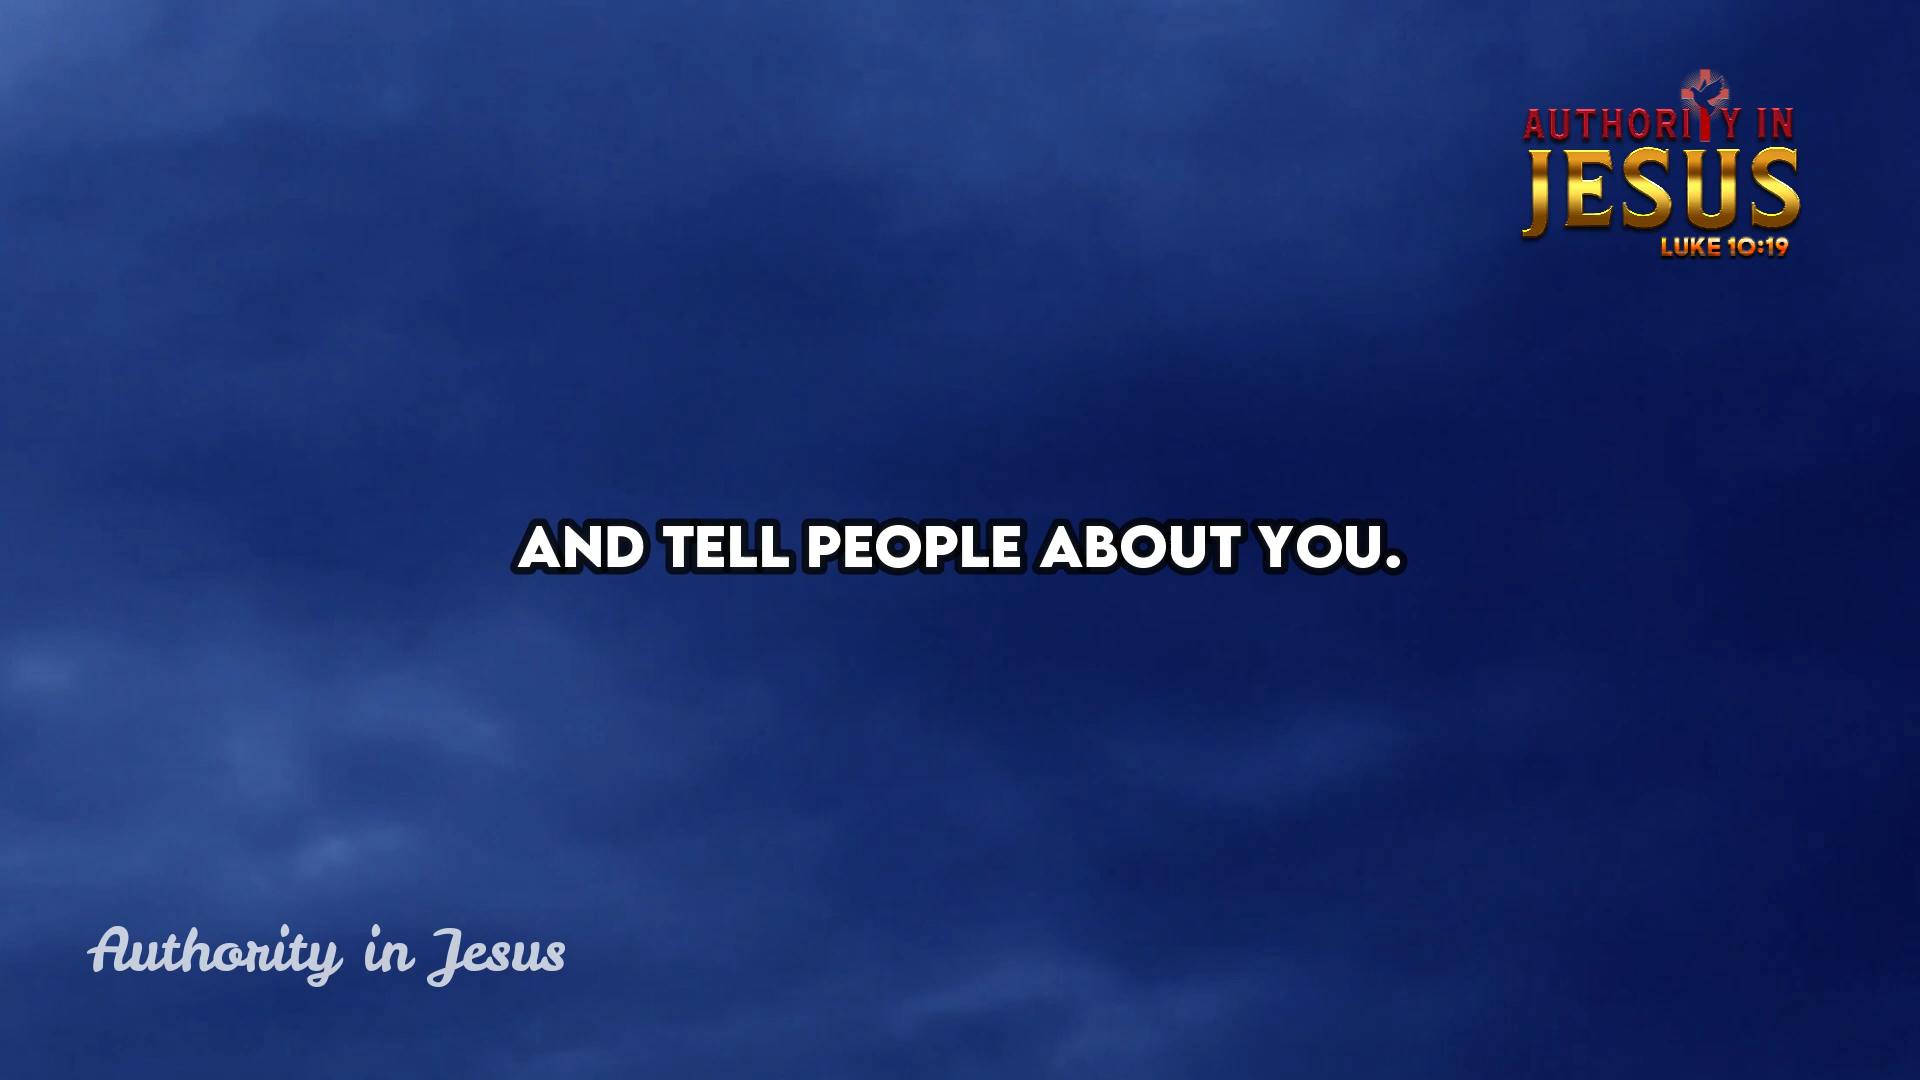 AUTHORITY IN
JESUS
LUKE 10:19
AND TELL PEOPLE ABOUT YOU.
Authority in Jesus